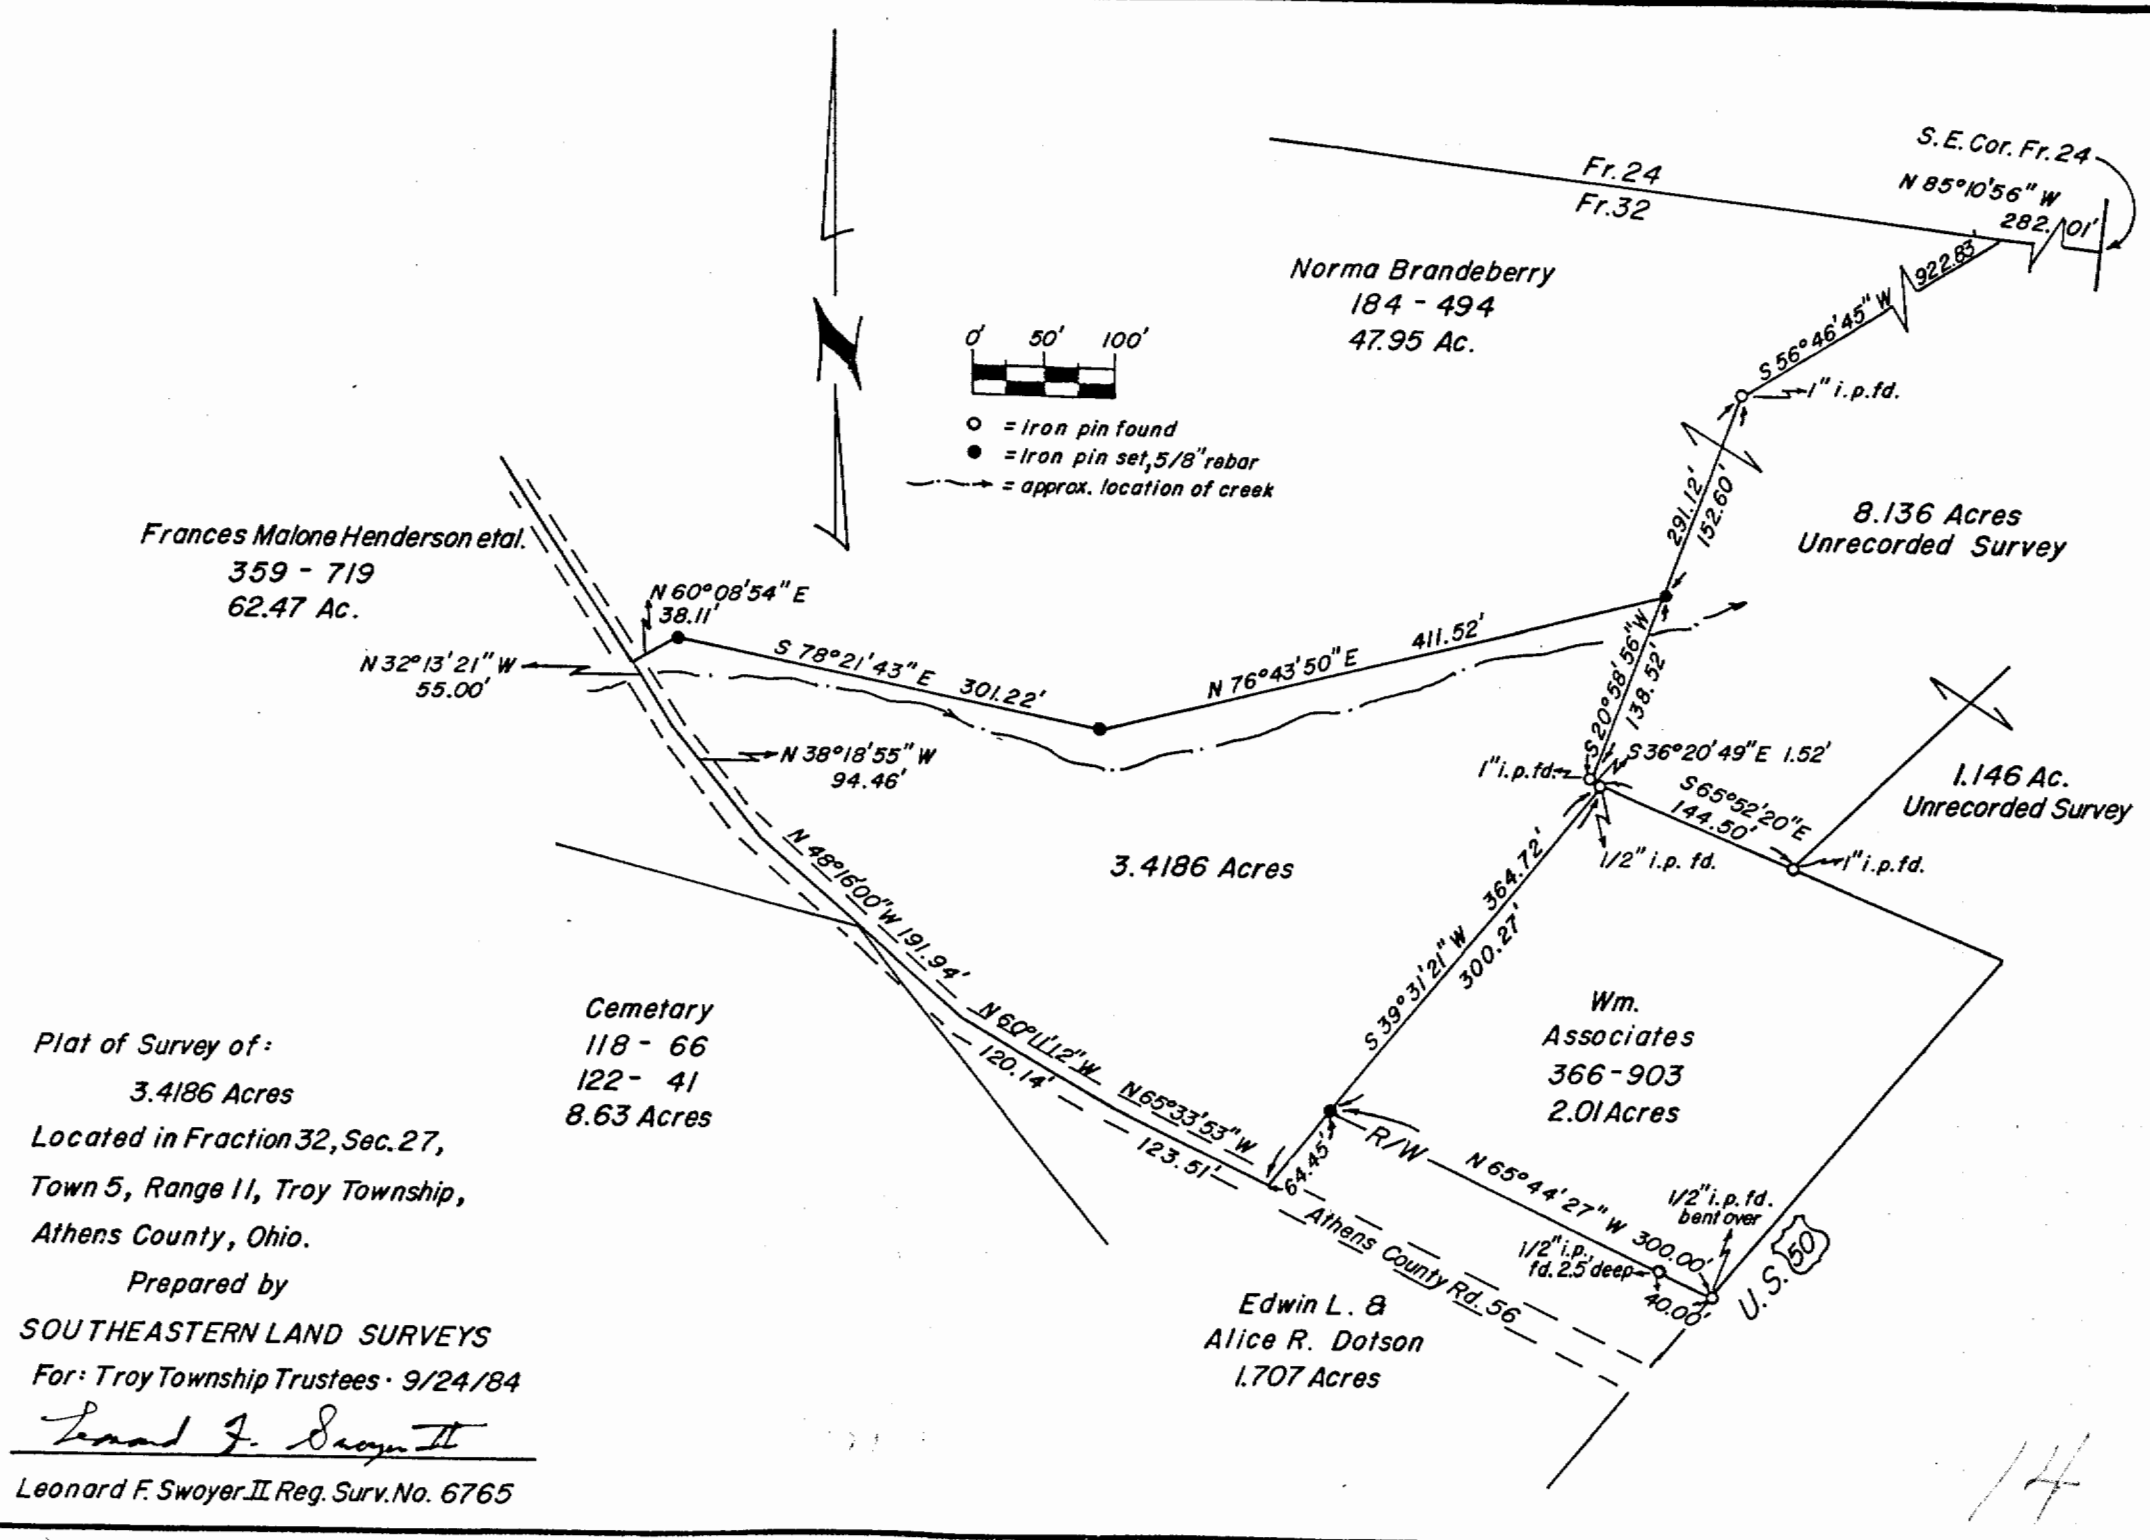 S.E. Cor. Fr. 24
N 85°10'56" W
282.01'
Fr. 24
Fr. 32
922.83'
S 56°46'45" W
1" i.p. fd.
Norma Brandeberry
184 - 494
47.95 Ac.
N
0' 50' 100'
= Iron pin found
= Iron pin set, 5/8" rebar
= approx. location of creek
291.12'
152.60'
8.136 Acres
Unrecorded Survey
Frances Malone Henderson etal.
359 - 719
62.47 Ac.
N 60°08'54" E
38.11'
N 32°13'21" W
55.00'
S 78°21'43" E 301.22'
N 76°43'50" E 411.52'
S 20°58'56" W
138.52'
N 38°18'55" W
94.46'
1" i.p. fd.
S 36°20'49" E 1.52'
S 65°52'20" E
144.50'
1.146 Ac.
Unrecorded Survey
1/2" i.p. fd.
1" i.p. fd.
N 48°16'00" W 191.94'
3.4186 Acres
S 39°31'21" W 364.72'
300.27'
Cemetary
118 - 66
122 - 41
8.63 Acres
N 60°11'12" W
120.14'
N 65°33'53" W
123.51'
64.45'
R/W
Wm.
Associates
366-903
2.01 Acres
N 65°44'27" W 300.00'
1/2" i.p. fd.
bent over
1/2" i.p.,
fd. 2.5' deep
40.00'
U.S. 50
Athens County Rd. 56
Edwin L. &
Alice R. Dotson
1.707 Acres
Plat of Survey of:
3.4186 Acres
Located in Fraction 32, Sec. 27,
Town 5, Range 11, Troy Township,
Athens County, Ohio.
Prepared by
SOUTHEASTERN LAND SURVEYS
For: Troy Township Trustees · 9/24/84
Leonard F. Swoyer II
Leonard F. Swoyer II Reg. Surv. No. 6765
14